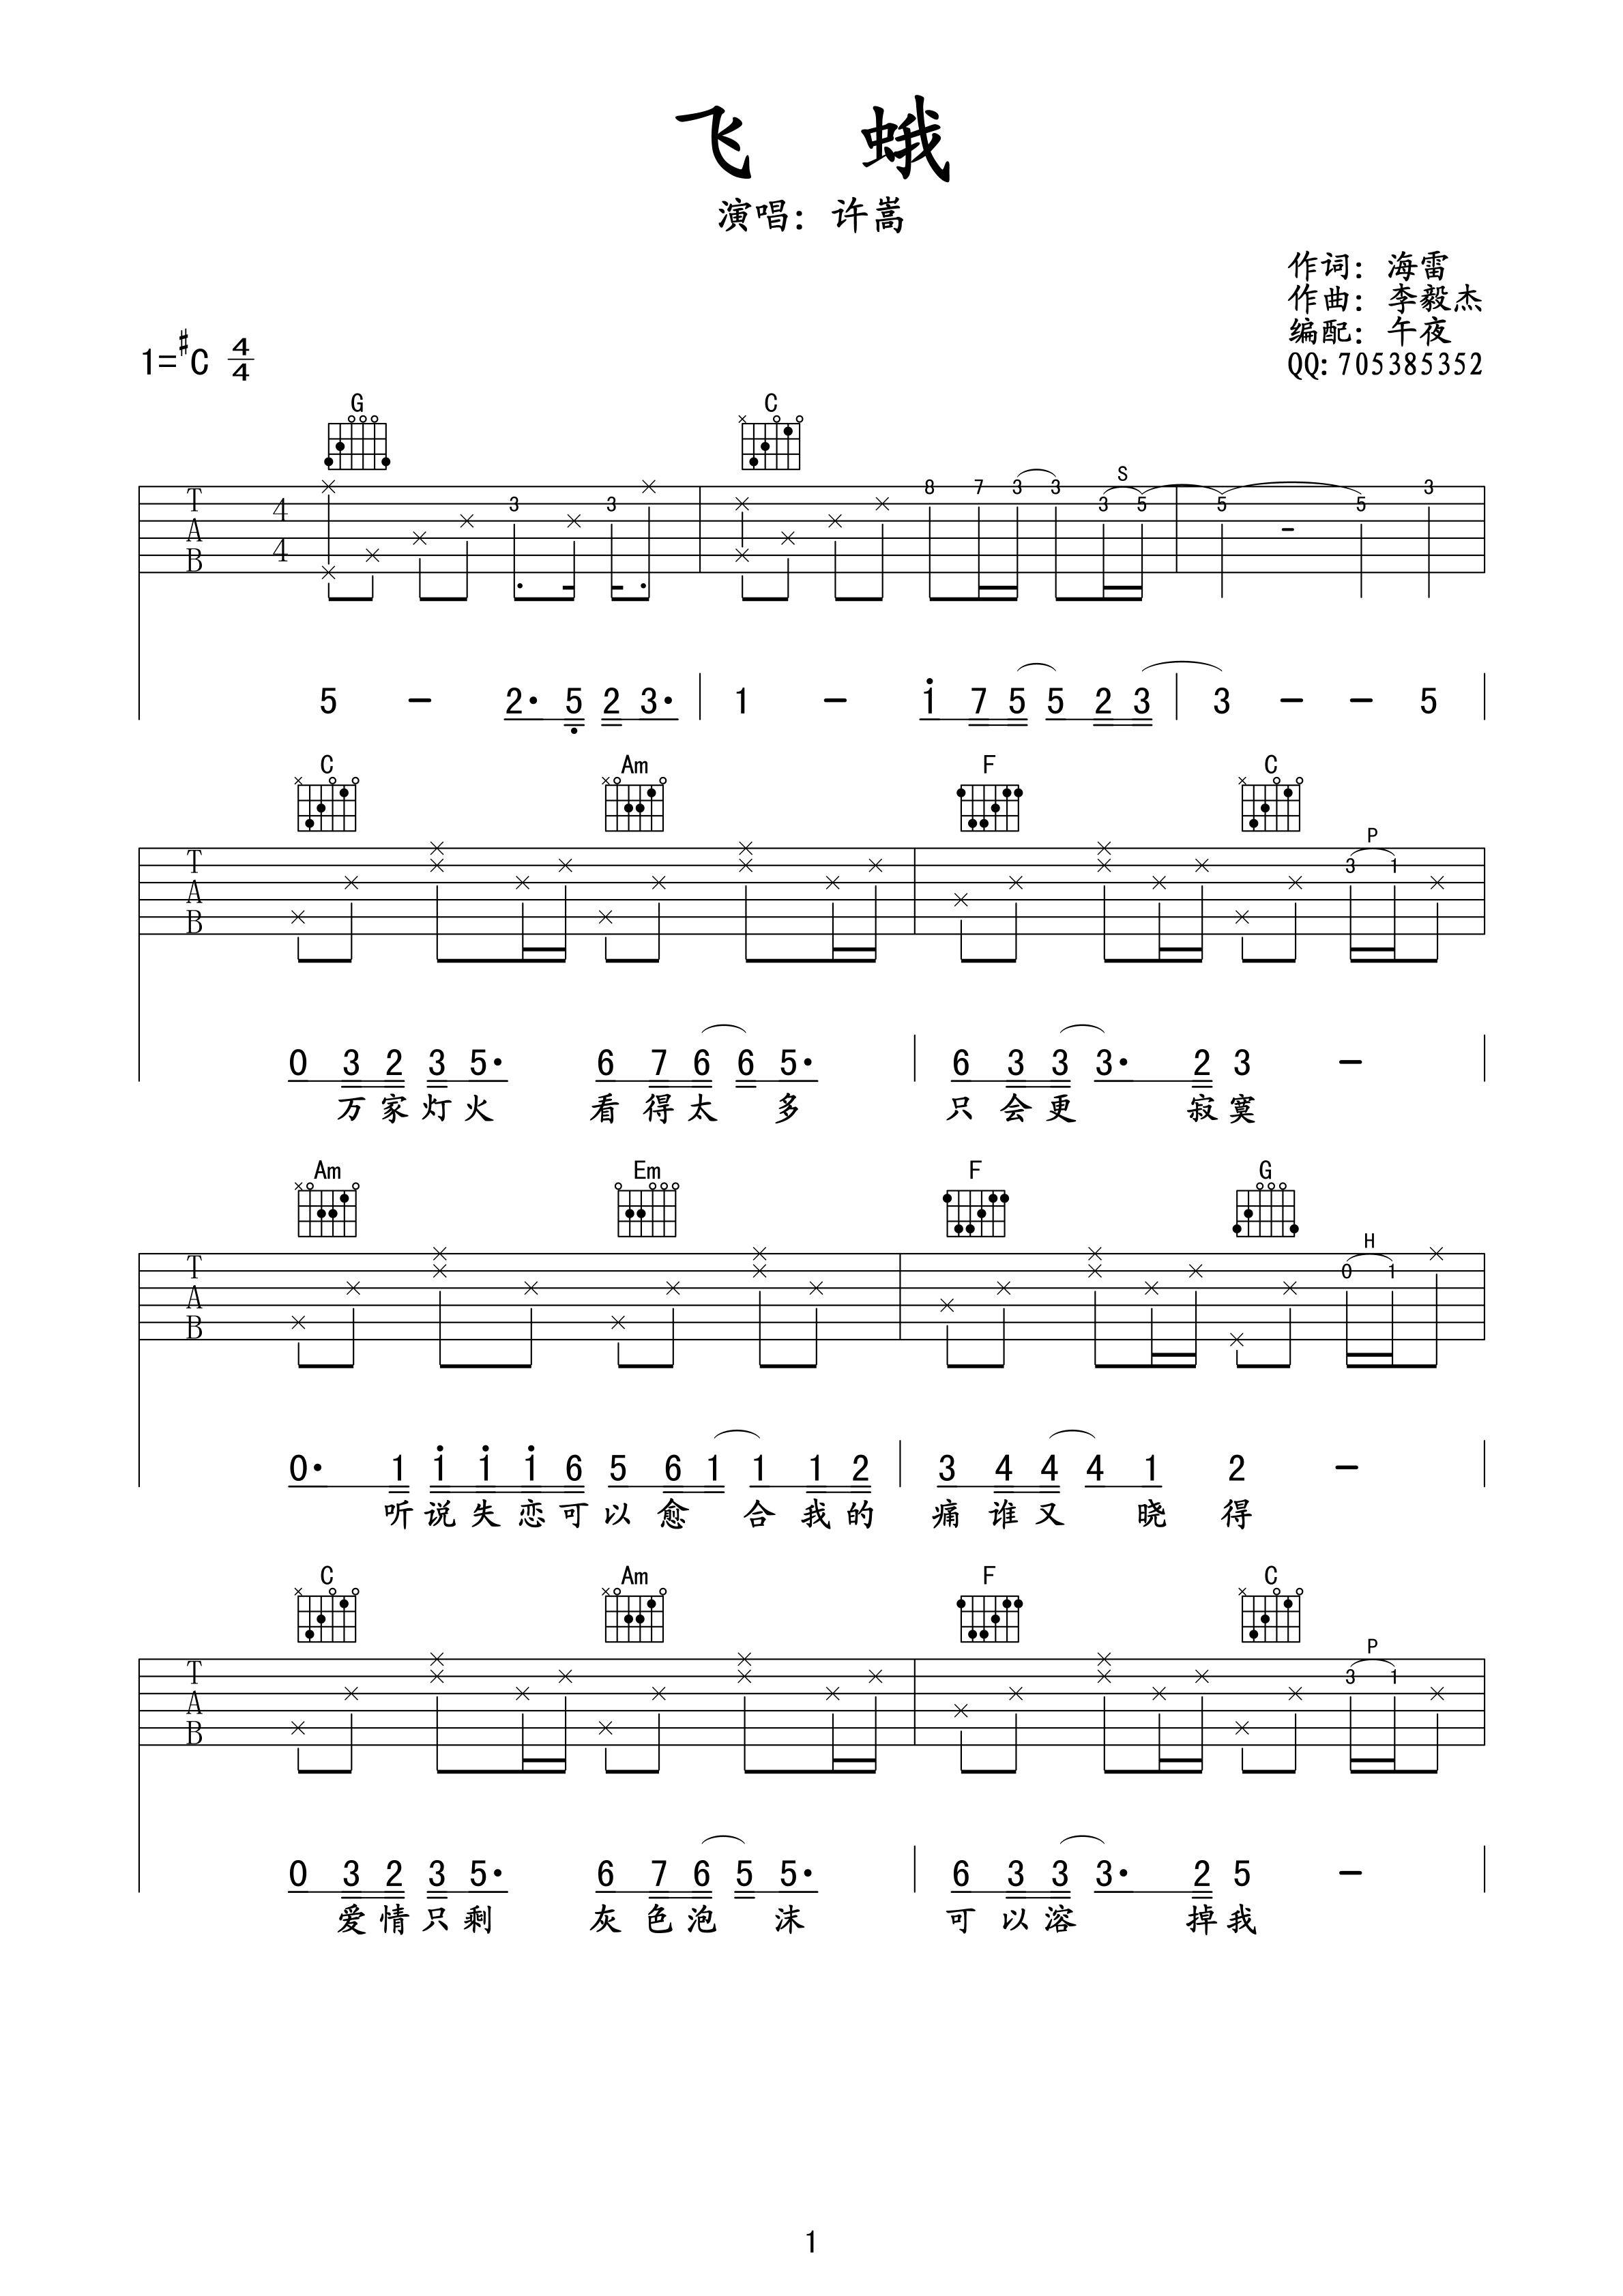 飞 蛾
演唱：许嵩
作词：海雷
作曲：李毅杰
编配：午夜
QQ:705385352
1=#C 4/4
G C
T A B 4/4 3 3 8 7 3 3 S 3 5 5 - 5 3
5 - 2· 5 2 3· | 1 - 1 7 5 5 2 3 | 3 - - 5 |
C Am F C
T A B P 3 1
0 3 2 3 5· 6 7 6 6 5· | 6 3 3 3· 2 3 - |
万家灯火 看得太 多 只会更 寂寞
Am Em F G
T A B H 0 1
0· 1 1 1 1 6 5 6 1 1 1 2 | 3 4 4 4 1 2 - |
听说失恋可以愈 合我的 痛谁又 晓 得
C Am F C
T A B P 3 1
0 3 2 3 5· 6 7 6 5 5· | 6 3 3 3· 2 5 - |
爱情只剩 灰色泡 沫 可以溶 掉我
1